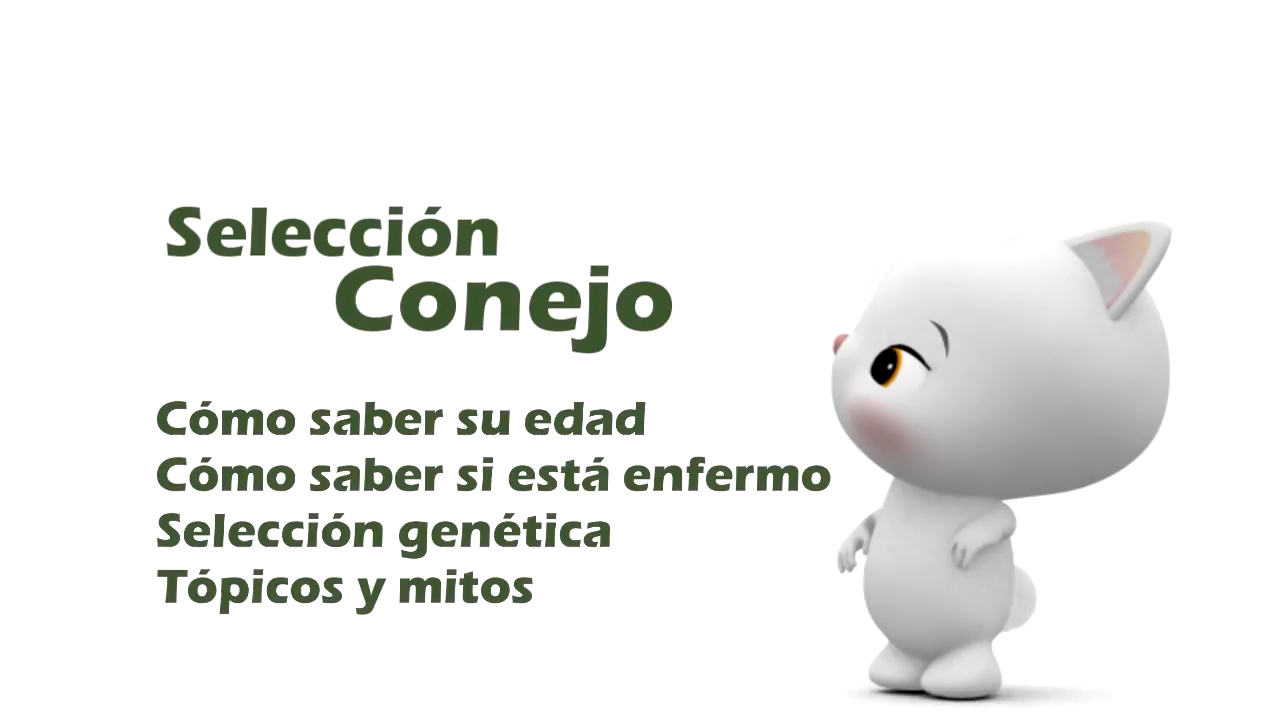 Selección
Conejo
Cómo saber su edad
Cómo saber si está enfermo
Selección genética
Tópicos y mitos